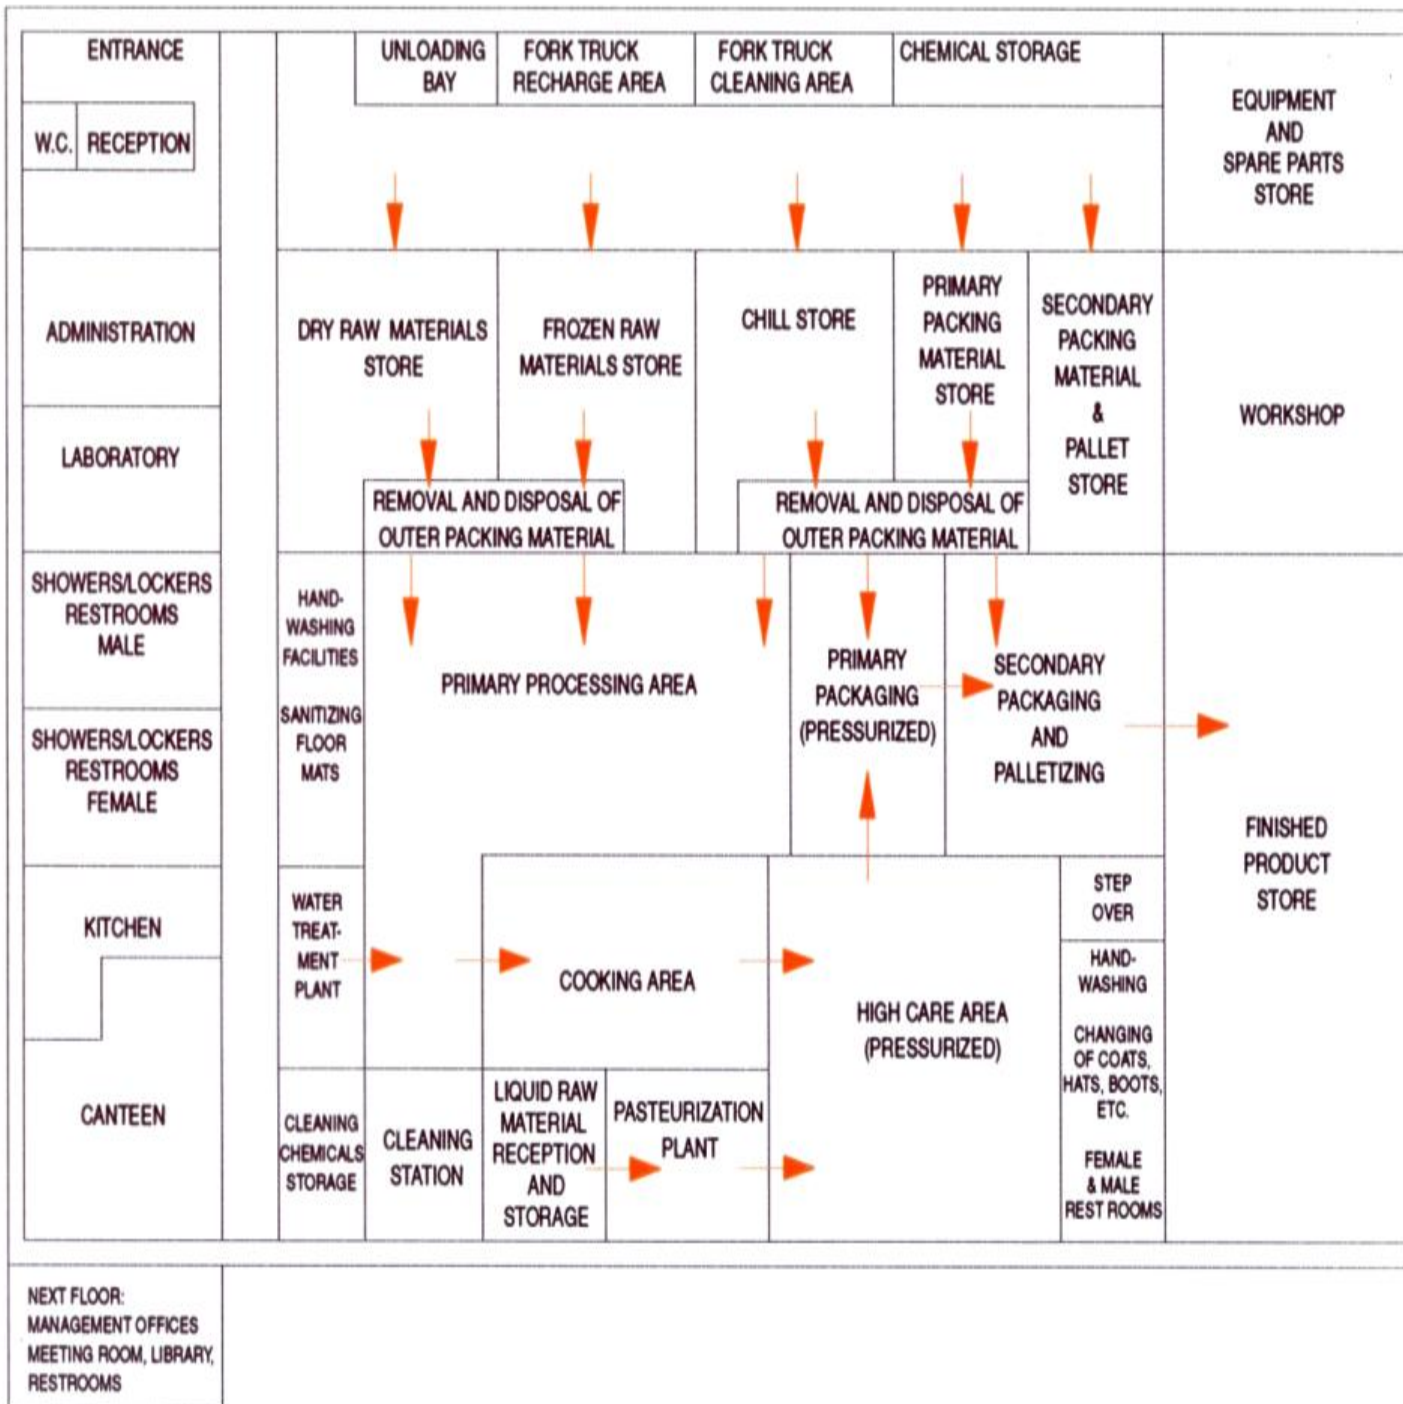 ENTRANCE
W.C.
RECEPTION
UNLOADING
BAY
FORK TRUCK
RECHARGE AREA
FORK TRUCK
CLEANING AREA
CHEMICAL STORAGE
EQUIPMENT
AND
SPARE PARTS
STORE
ADMINISTRATION
DRY RAW MATERIALS
STORE
FROZEN RAW
MATERIALS STORE
CHILL STORE
PRIMARY
PACKING
MATERIAL
STORE
SECONDARY
PACKING
MATERIAL
&
PALLET
STORE
WORKSHOP
LABORATORY
REMOVAL AND DISPOSAL OF
OUTER PACKING MATERIAL
REMOVAL AND DISPOSAL OF
OUTER PACKING MATERIAL
SHOWERS/LOCKERS
RESTROOMS
MALE
HAND-
WASHING
FACILITIES
SANITIZING
FLOOR
MATS
PRIMARY PROCESSING AREA
PRIMARY
PACKAGING
(PRESSURIZED)
SECONDARY
PACKAGING
AND
PALLETIZING
SHOWERS/LOCKERS
RESTROOMS
FEMALE
FINISHED
PRODUCT
STORE
KITCHEN
WATER
TREAT-
MENT
PLANT
COOKING AREA
HIGH CARE AREA
(PRESSURIZED)
STEP
OVER
HAND-
WASHING
CHANGING
OF COATS,
HATS, BOOTS,
ETC.
FEMALE
& MALE
REST ROOMS
CANTEEN
CLEANING
CHEMICALS
STORAGE
CLEANING
STATION
LIQUID RAW
MATERIAL
RECEPTION
AND
STORAGE
PASTEURIZATION
PLANT
NEXT FLOOR:
MANAGEMENT OFFICES
MEETING ROOM, LIBRARY,
RESTROOMS